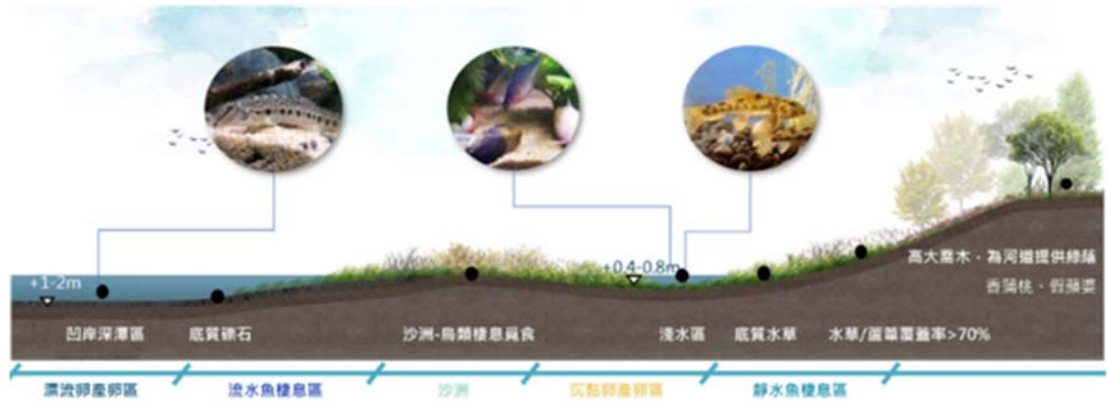 高大喬木，為河道提供綠蔭
+0.4-0.8m
+1-2m
香蒲桃、假蘋婆
凹岸深潭區
底質礫石
沙洲-鳥類棲息覓食
淺水區
底質水草
水草/蘆葦覆蓋率>70%
漂流卵產卵區
流水魚棲息區
沙洲
沉黏卵產卵區
靜水魚棲息區